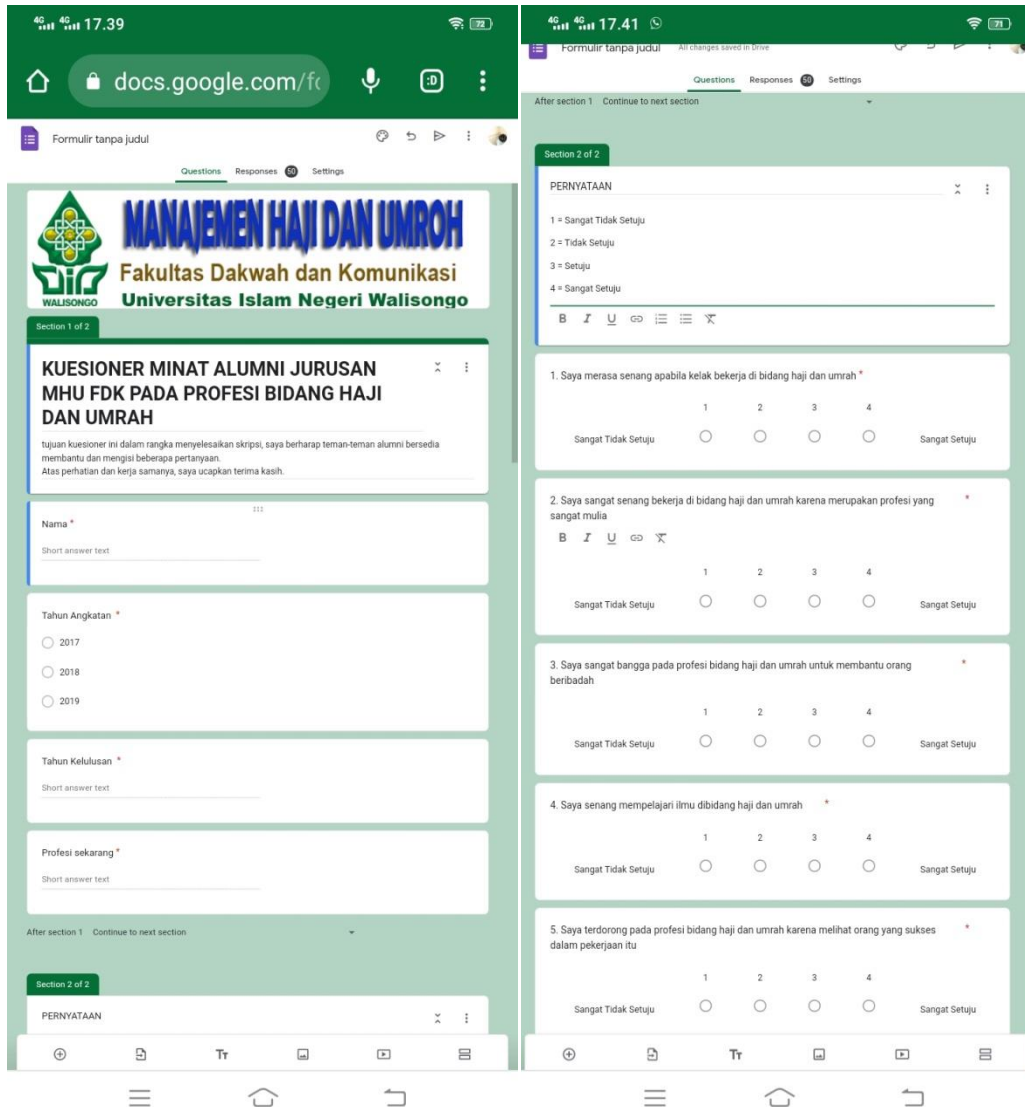 4G 4G 17.39
72
docs.google.com/fo
:D
Formulir tanpa judul
Questions Responses 50 Settings
WALISONGO
MANAJEMEN HAJI DAN UMROH
Fakultas Dakwah dan Komunikasi
Universitas Islam Negeri Walisongo
Section 1 of 2
KUESIONER MINAT ALUMNI JURUSAN
MHU FDK PADA PROFESI BIDANG HAJI
DAN UMRAH
tujuan kuesioner ini dalam rangka menyelesaikan skripsi, saya berharap teman-teman alumni bersedia
membantu dan mengisi beberapa pertanyaan.
Atas perhatian dan kerja samanya, saya ucapkan terima kasih.
Nama *
Short answer text
Tahun Angkatan *
2017
2018
2019
Tahun Kelulusan *
Short answer text
Profesi sekarang *
Short answer text
After section 1 Continue to next section
Section 2 of 2
PERNYATAAN
Tт
4G 4G 17.41
71
Formulir tanpa judul All changes saved in Drive
Questions Responses 50 Settings
After section 1 Continue to next section
Section 2 of 2
PERNYATAAN
1 = Sangat Tidak Setuju
2 = Tidak Setuju
3 = Setuju
4 = Sangat Setuju
B I U
1. Saya merasa senang apabila kelak bekerja di bidang haji dan umrah *
1 2 3 4
Sangat Tidak Setuju Sangat Setuju
2. Saya sangat senang bekerja di bidang haji dan umrah karena merupakan profesi yang *
sangat mulia
B I U
1 2 3 4
Sangat Tidak Setuju Sangat Setuju
3. Saya sangat bangga pada profesi bidang haji dan umrah untuk membantu orang *
beribadah
1 2 3 4
Sangat Tidak Setuju Sangat Setuju
4. Saya senang mempelajari ilmu dibidang haji dan umrah *
1 2 3 4
Sangat Tidak Setuju Sangat Setuju
5. Saya terdorong pada profesi bidang haji dan umrah karena melihat orang yang sukses *
dalam pekerjaan itu
1 2 3 4
Sangat Tidak Setuju Sangat Setuju
Tт